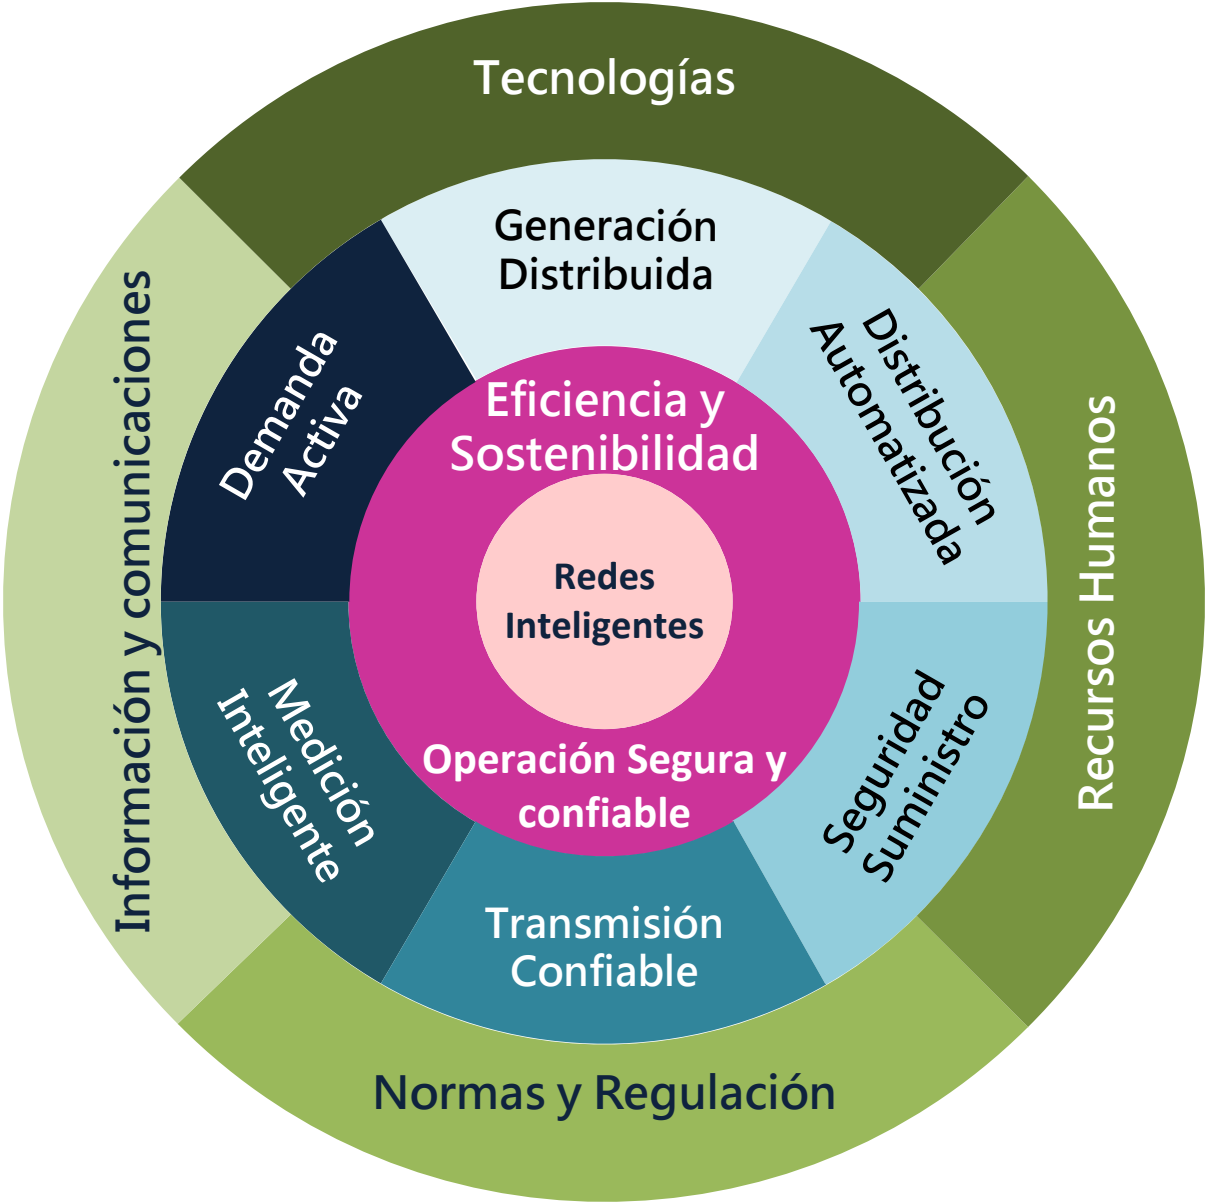 Tecnologías
Generación
Distribuida
Distribución
Automatizada
Demanda
Activa
Eficiencia y
Sostenibilidad
Información y comunicaciones
Recursos Humanos
Redes
Inteligentes
Medición
Inteligente
Seguridad
Suministro
Operación Segura y
confiable
Transmisión
Confiable
Normas y Regulación